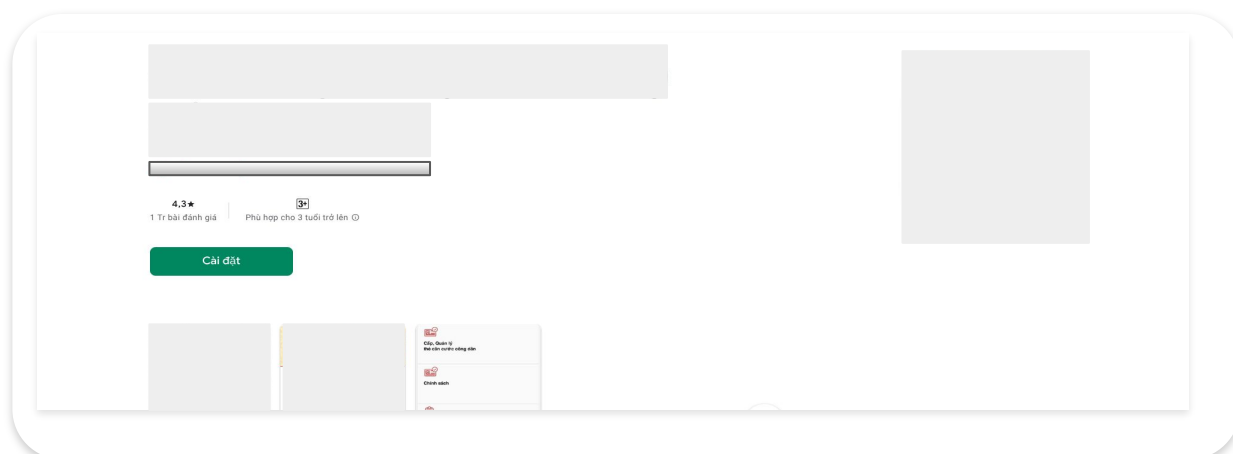 4,3★
3+
1 Tr bài đánh giá
Phù hợp cho 3 tuổi trở lên
Cài đặt
Cấp, Quản lý
thẻ căn cước công dân
Chính sách